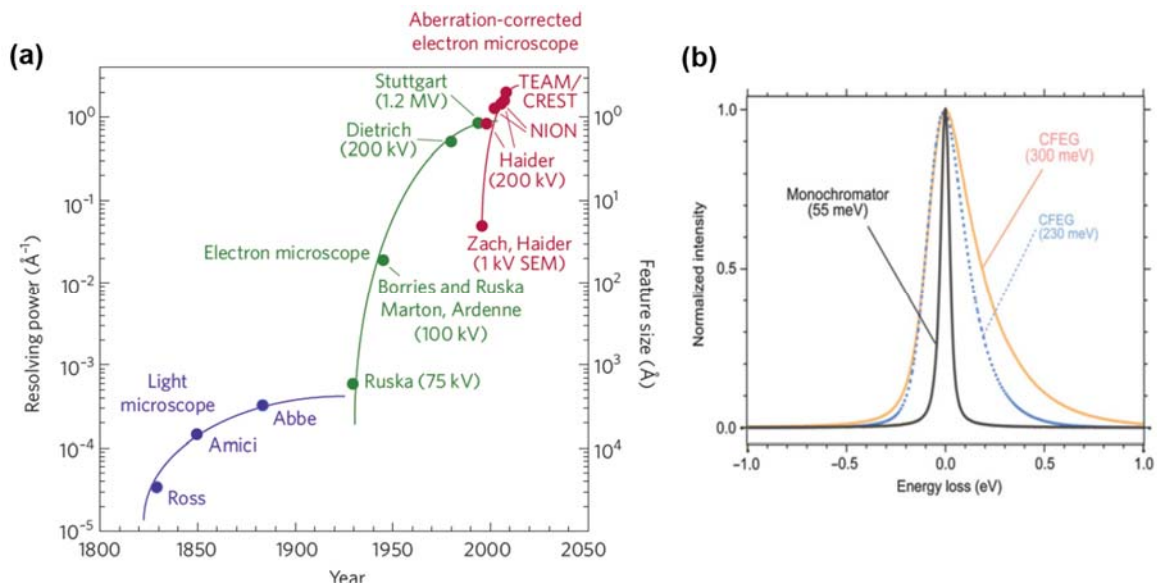 (a)
Aberration-corrected
electron microscope
Stuttgart
(1.2 MV)
TEAM/
CREST
NION
Dietrich
(200 kV)
Haider
(200 kV)
Zach, Haider
(1 kV SEM)
Electron microscope
Borries and Ruska
Marton, Ardenne
(100 kV)
Ruska (75 kV)
Light
microscope
Abbe
Amici
Ross
Resolving power (Å⁻¹)
10⁰
10⁻¹
10⁻²
10⁻³
10⁻⁴
10⁻⁵
Feature size (Å)
10⁰
10¹
10²
10³
10⁴
1800 1850 1900 1950 2000 2050
Year
(b)
CFEG
(300 meV)
Monochromator
(55 meV)
CFEG
(230 meV)
Normalized intensity
1.0
0.5
0.0
−1.0 −0.5 0.0 0.5 1.0
Energy loss (eV)